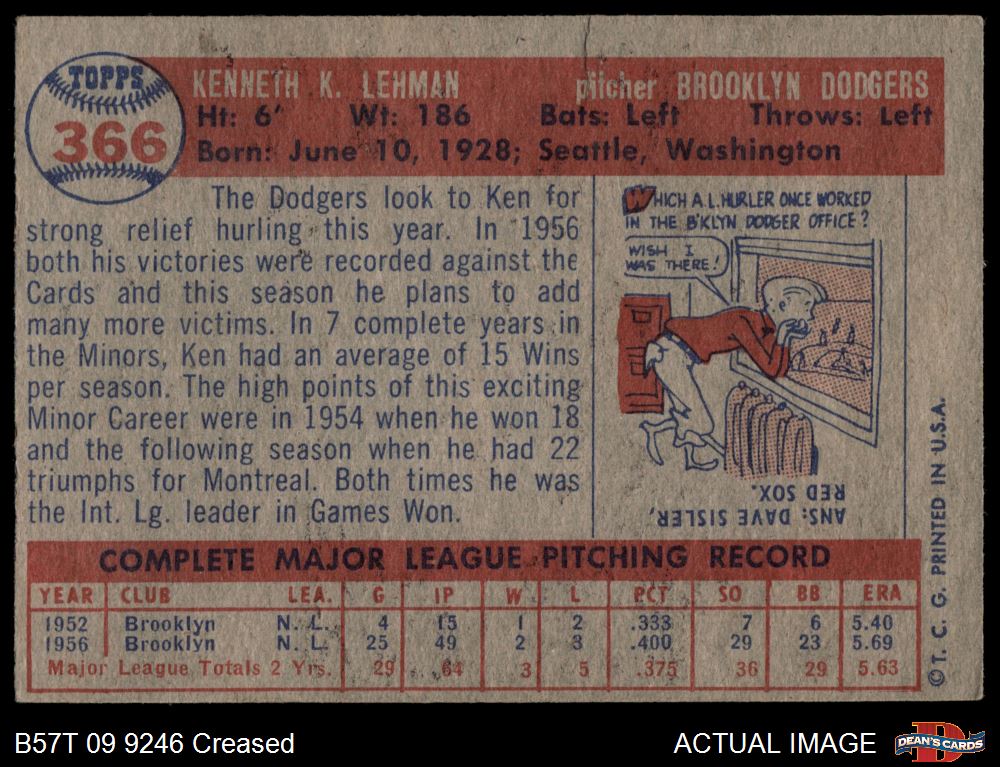 TOPPS
366
KENNETH K. LEHMAN pitcher BROOKLYN DODGERS
Ht: 6' Wt: 186 Bats: Left Throws: Left
Born: June 10, 1928; Seattle, Washington
The Dodgers look to Ken for
strong relief hurling this year. In 1956
both his victories were recorded against the
Cards and this season he plans to add
many more victims. In 7 complete years in
the Minors, Ken had an average of 15 Wins
per season. The high points of this exciting
Minor Career were in 1954 when he won 18
and the following season when he had 22
triumphs for Montreal. Both times he was
the Int. Lg. leader in Games Won.
WHICH A.L. HURLER ONCE WORKED
IN THE B'KLYN DODGER OFFICE?
WISH I
WAS THERE!
ANS: DAVE SISLER,
RED SOX.
COMPLETE MAJOR LEAGUE PITCHING RECORD
YEAR CLUB LEA. G IP W L PCT SO BB ERA
1952 Brooklyn N. L. 4 15 1 2 .333 7 6 5.40
1956 Brooklyn N. L. 25 49 2 3 .400 29 23 5.69
Major League Totals 2 Yrs. 29 64 3 5 .375 36 29 5.63
©T. C. G. PRINTED IN U.S.A.
B57T 09 9246 Creased ACTUAL IMAGE
DEAN'S CARDS